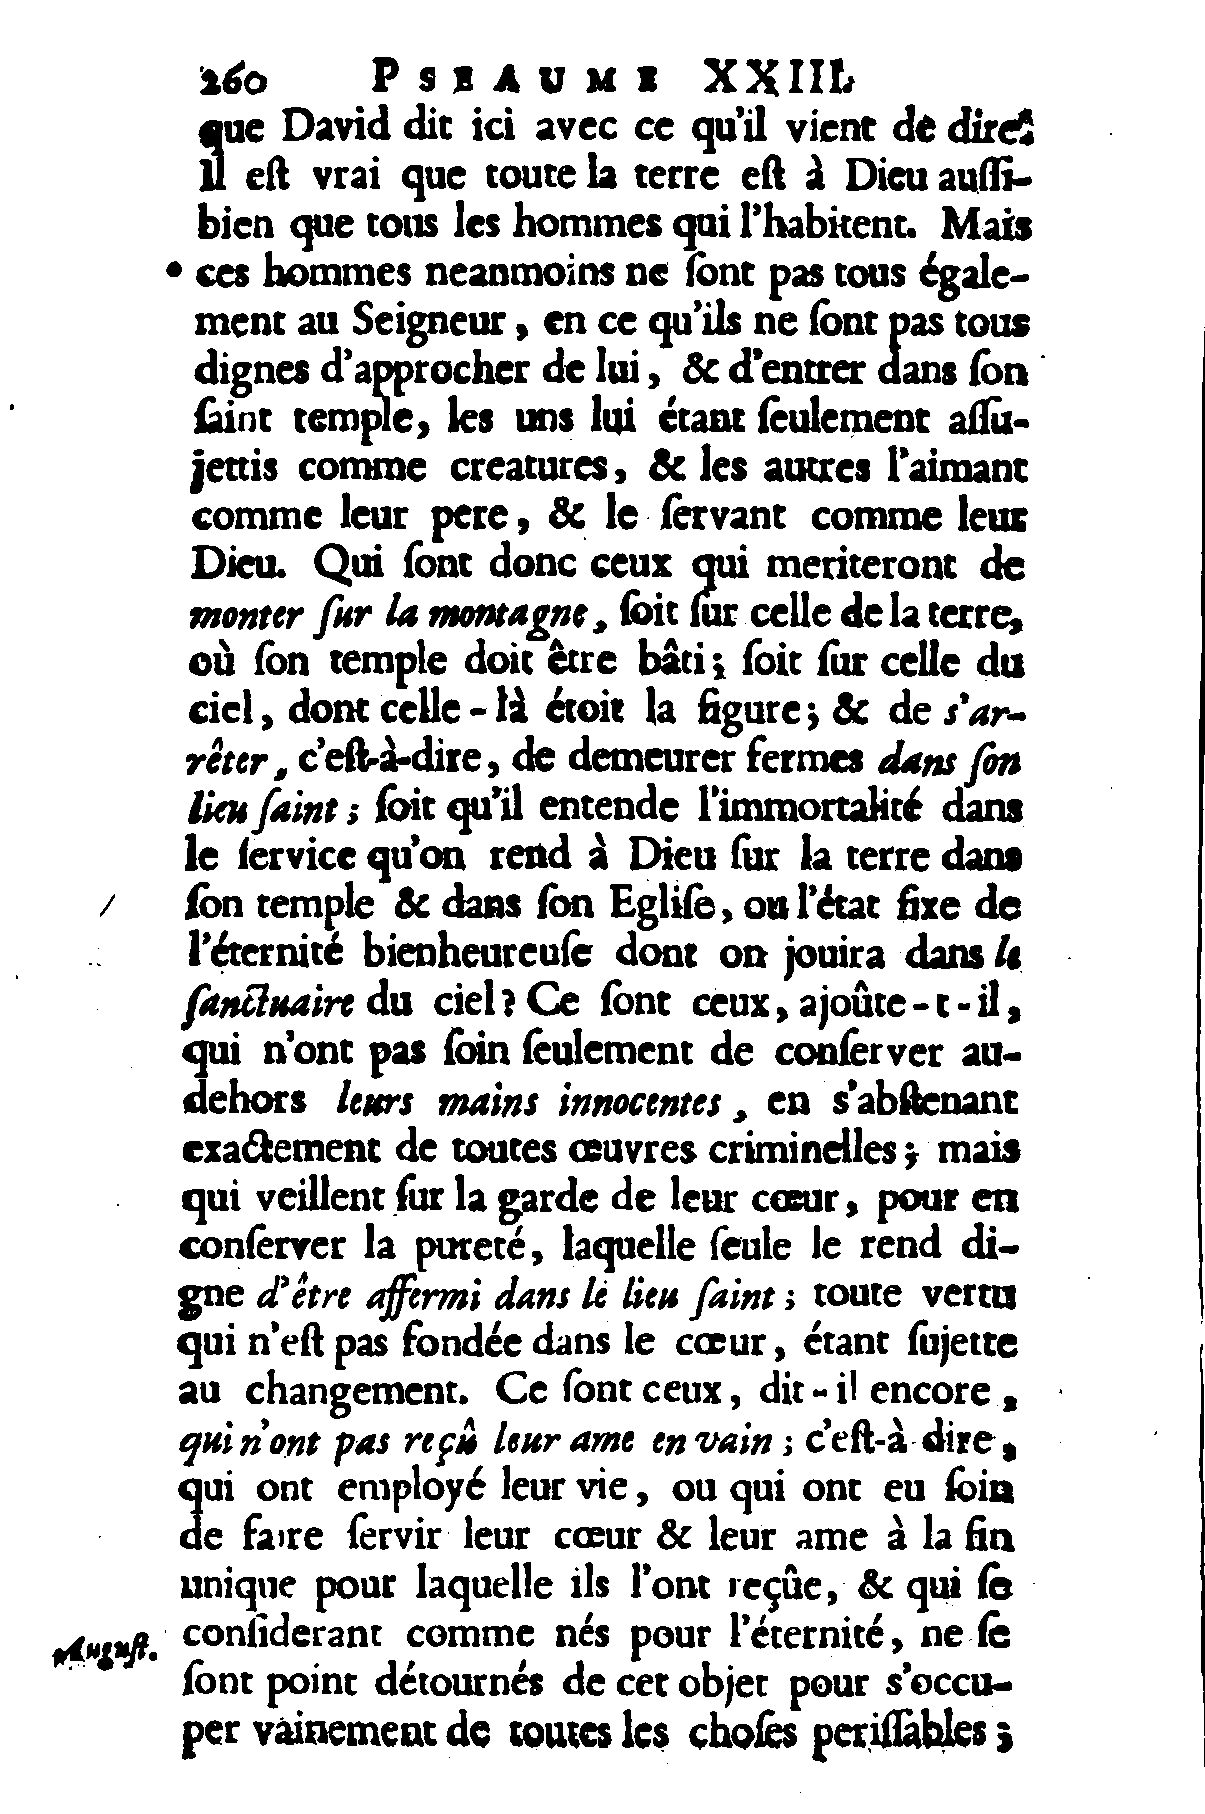 260 PSEAUME XXIII.
que David dit ici avec ce qu'il vient de dire:
Il eſt vrai que toute la terre eſt à Dieu auſſi-
bien que tous les hommes qui l'habitent. Mais
ces hommes neanmoins ne ſont pas tous égale-
ment au Seigneur, en ce qu'ils ne ſont pas tous
dignes d'approcher de lui, & d'entrer dans ſon
ſaint temple, les uns lui étant ſeulement aſſu-
jettis comme creatures, & les autres l'aimant
comme leur pere, & le ſervant comme leur
Dieu. Qui ſont donc ceux qui meriteront de
monter ſur la montagne, ſoit ſur celle de la terre,
où ſon temple doit être bâti; ſoit ſur celle du
ciel, dont celle-là étoit la figure; & de s'ar-
rêter, c'eſt-à-dire, de demeurer fermes dans ſon
lieu ſaint; ſoit qu'il entende l'immortalité dans
le ſervice qu'on rend à Dieu ſur la terre dans
ſon temple & dans ſon Egliſe, ou l'état fixe de
l'éternité bienheureuſe dont on jouira dans le
ſanctuaire du ciel? Ce ſont ceux, ajoûte-t-il,
qui n'ont pas ſoin ſeulement de conſerver au-
dehors leurs mains innocentes, en s'abſtenant
exactement de toutes œuvres criminelles; mais
qui veillent ſur la garde de leur cœur, pour en
conſerver la pureté, laquelle ſeule le rend di-
gne d'être affermi dans le lieu ſaint; toute vertu
qui n'eſt pas fondée dans le cœur, étant ſujette
au changement. Ce ſont ceux, dit-il encore,
qui n'ont pas reçû leur ame en vain; c'eſt-à-dire,
qui ont employé leur vie, ou qui ont eu ſoin
de faire ſervir leur cœur & leur ame à la fin
unique pour laquelle ils l'ont reçûe, & qui ſe
Auguſt. conſiderant comme nés pour l'éternité, ne ſe
ſont point détournés de cet objet pour s'occu-
per vainement de toutes les choſes periſſables;